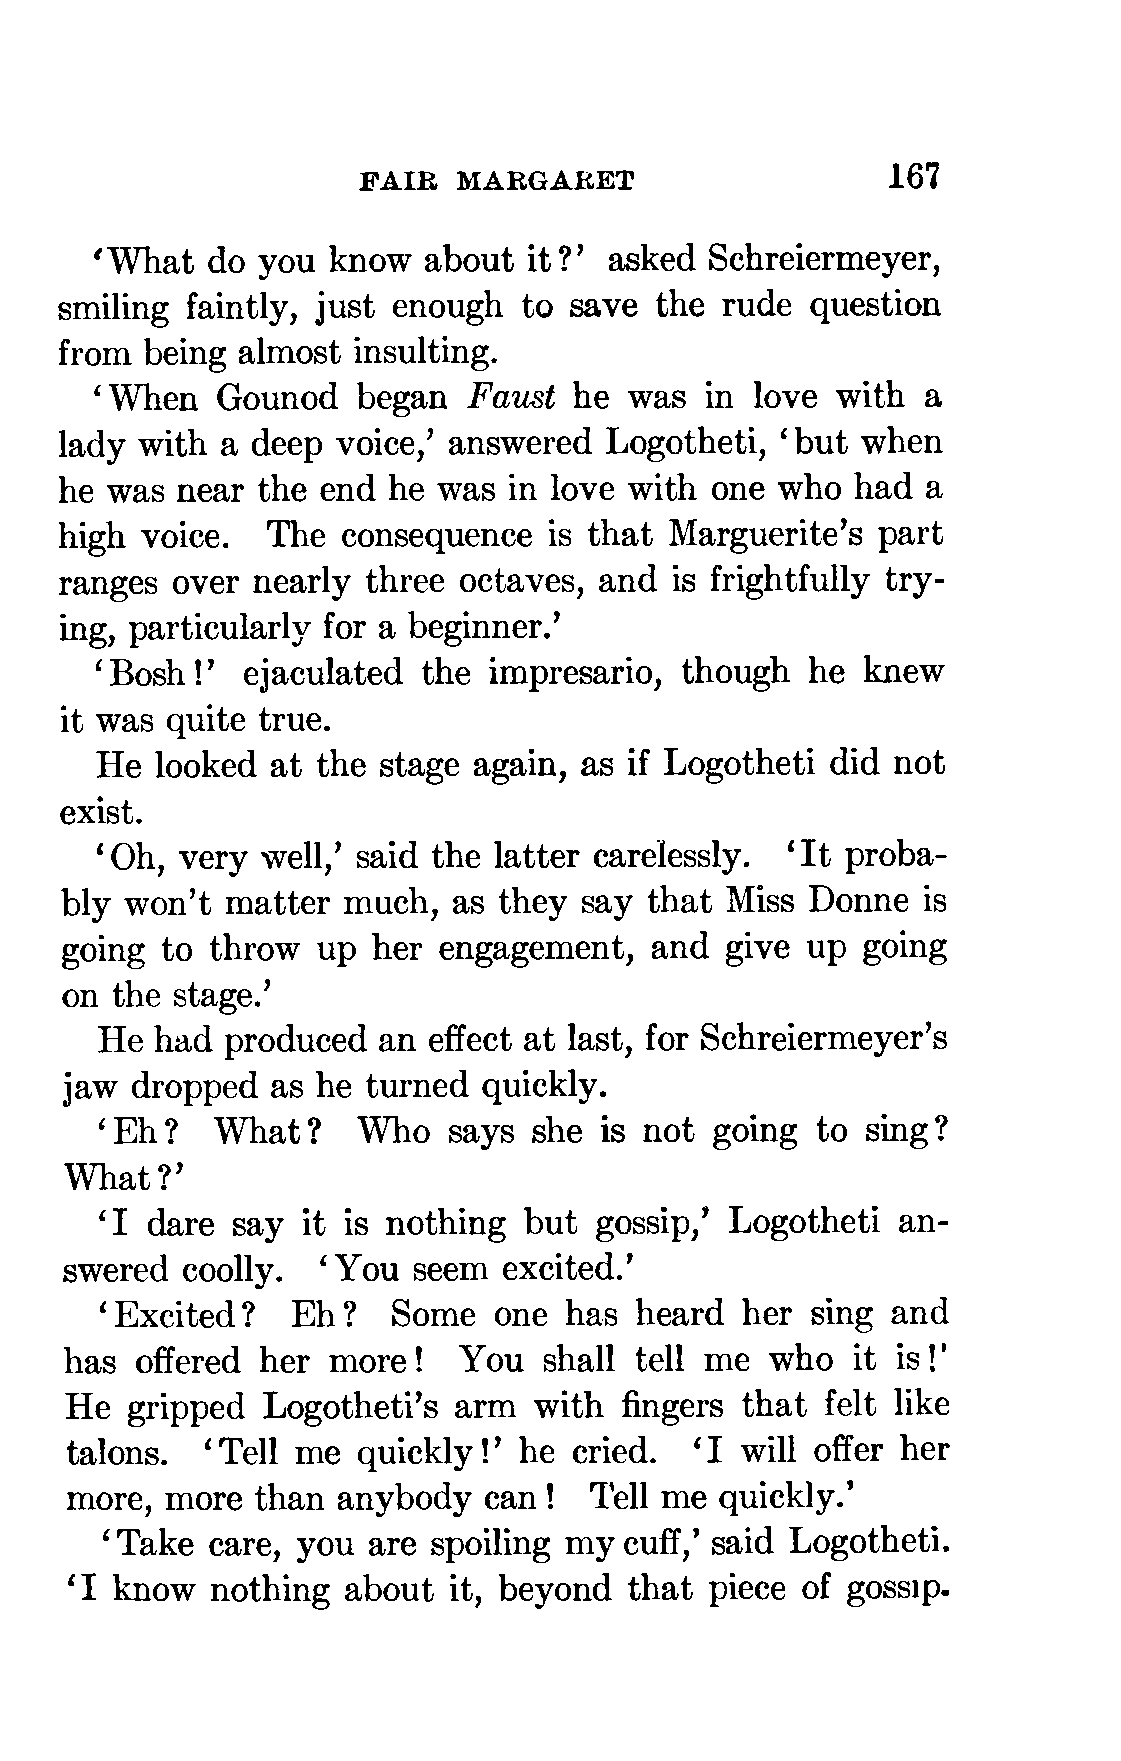 FAIR MARGARET 167
‘What do you know about it?’ asked Schreiermeyer,
smiling faintly, just enough to save the rude question
from being almost insulting.
‘When Gounod began Faust he was in love with a
lady with a deep voice,’ answered Logotheti, ‘but when
he was near the end he was in love with one who had a
high voice. The consequence is that Marguerite’s part
ranges over nearly three octaves, and is frightfully try-
ing, particularly for a beginner.’
‘Bosh!’ ejaculated the impresario, though he knew
it was quite true.
He looked at the stage again, as if Logotheti did not
exist.
‘Oh, very well,’ said the latter carelessly. ‘It proba-
bly won’t matter much, as they say that Miss Donne is
going to throw up her engagement, and give up going
on the stage.’
He had produced an effect at last, for Schreiermeyer’s
jaw dropped as he turned quickly.
‘Eh? What? Who says she is not going to sing?
What?’
‘I dare say it is nothing but gossip,’ Logotheti an-
swered coolly. ‘You seem excited.’
‘Excited? Eh? Some one has heard her sing and
has offered her more! You shall tell me who it is!’
He gripped Logotheti’s arm with fingers that felt like
talons. ‘Tell me quickly!’ he cried. ‘I will offer her
more, more than anybody can! Tell me quickly.’
‘Take care, you are spoiling my cuff,’ said Logotheti.
‘I know nothing about it, beyond that piece of gossip.